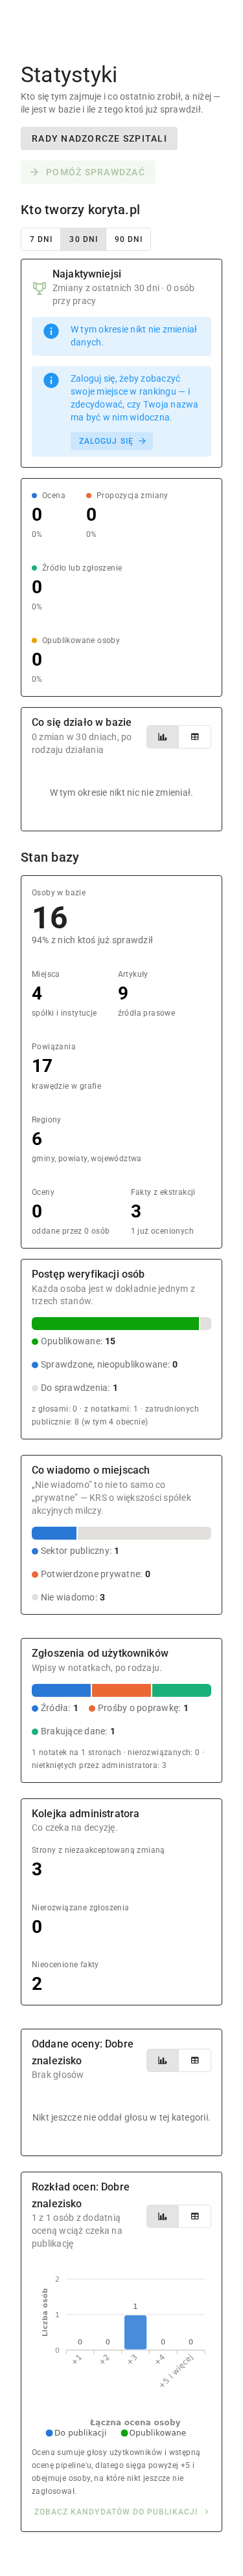 Statystyki
Kto się tym zajmuje i co ostatnio zrobił, a niżej —
ile jest w bazie i ile z tego ktoś już sprawdził.
RADY NADZORCZE SZPITALI
POMÓŻ SPRAWDZAĆ
Kto tworzy koryta.pl
7 DNI 30 DNI 90 DNI
Najaktywniejsi
Zmiany z ostatnich 30 dni · 0 osób
przy pracy
W tym okresie nikt nie zmieniał
danych.
Zaloguj się, żeby zobaczyć
swoje miejsce w rankingu — i
zdecydować, czy Twoja nazwa
ma być w nim widoczna.
ZALOGUJ SIĘ
Ocena Propozycja zmiany
0 0
0% 0%
Źródło lub zgłoszenie
0
0%
Opublikowane osoby
0
0%
Co się działo w bazie
0 zmian w 30 dniach, po
rodzaju działania
W tym okresie nikt nic nie zmieniał.
Stan bazy
Osoby w bazie
16
94% z nich ktoś już sprawdził
Miejsca Artykuły
4 9
spółki i instytucje źródła prasowe
Powiązania
17
krawędzie w grafie
Regiony
6
gminy, powiaty, województwa
Oceny Fakty z ekstrakcji
0 3
oddane przez 0 osób 1 już ocenionych
Postęp weryfikacji osób
Każda osoba jest w dokładnie jednym z
trzech stanów.
Opublikowane: 15
Sprawdzone, nieopublikowane: 0
Do sprawdzenia: 1
z głosami: 0 · z notatkami: 1 · zatrudnionych
publicznie: 8 (w tym 4 obecnie)
Co wiadomo o miejscach
„Nie wiadomo” to nie to samo co
„prywatne” — KRS o większości spółek
akcyjnych milczy.
Sektor publiczny: 1
Potwierdzone prywatne: 0
Nie wiadomo: 3
Zgłoszenia od użytkowników
Wpisy w notatkach, po rodzaju.
Źródła: 1 Prośby o poprawkę: 1
Brakujące dane: 1
1 notatek na 1 stronach · nierozwiązanych: 0 ·
nietkniętych przez administratora: 3
Kolejka administratora
Co czeka na decyzję.
Strony z niezaakceptowaną zmianą
3
Nierozwiązane zgłoszenia
0
Nieocenione fakty
2
Oddane oceny: Dobre
znalezisko
Brak głosów
Nikt jeszcze nie oddał głosu w tej kategorii.
Rozkład ocen: Dobre
znalezisko
1 z 1 osób z dodatnią
oceną wciąż czeka na
publikację
Liczba osób
2
1
0
0 0 1 0 0
+1 +2 +3 +4 +5 i więcej
Łączna ocena osoby
Do publikacji Opublikowane
Ocena sumuje głosy użytkowników i wstępną
ocenę pipeline'u, dlatego sięga powyżej +5 i
obejmuje osoby, na które nikt jeszcze nie
zagłosował.
ZOBACZ KANDYDATÓW DO PUBLIKACJI